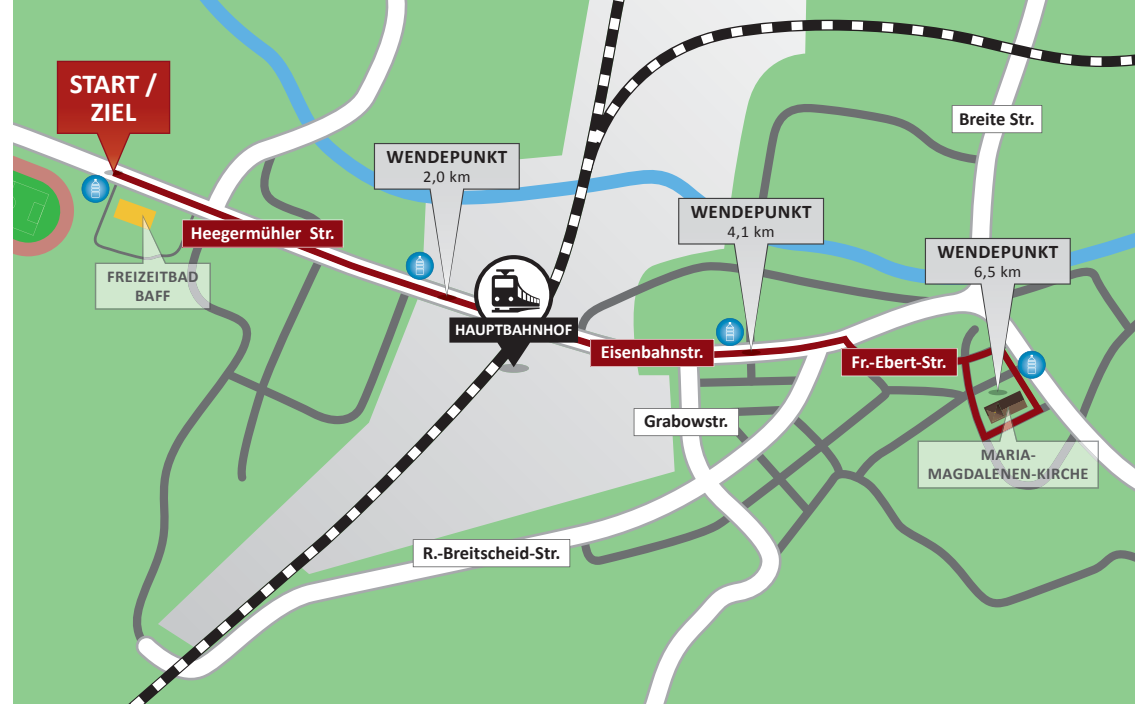 START /
ZIEL
Breite Str.
WENDEPUNKT
2,0 km
WENDEPUNKT
4,1 km
Heegermühler Str.
WENDEPUNKT
6,5 km
FREIZEITBAD
BAFF
HAUPTBAHNHOF
Eisenbahnstr.
Fr.-Ebert-Str.
Grabowstr.
MARIA-
MAGDALENEN-KIRCHE
R.-Breitscheid-Str.